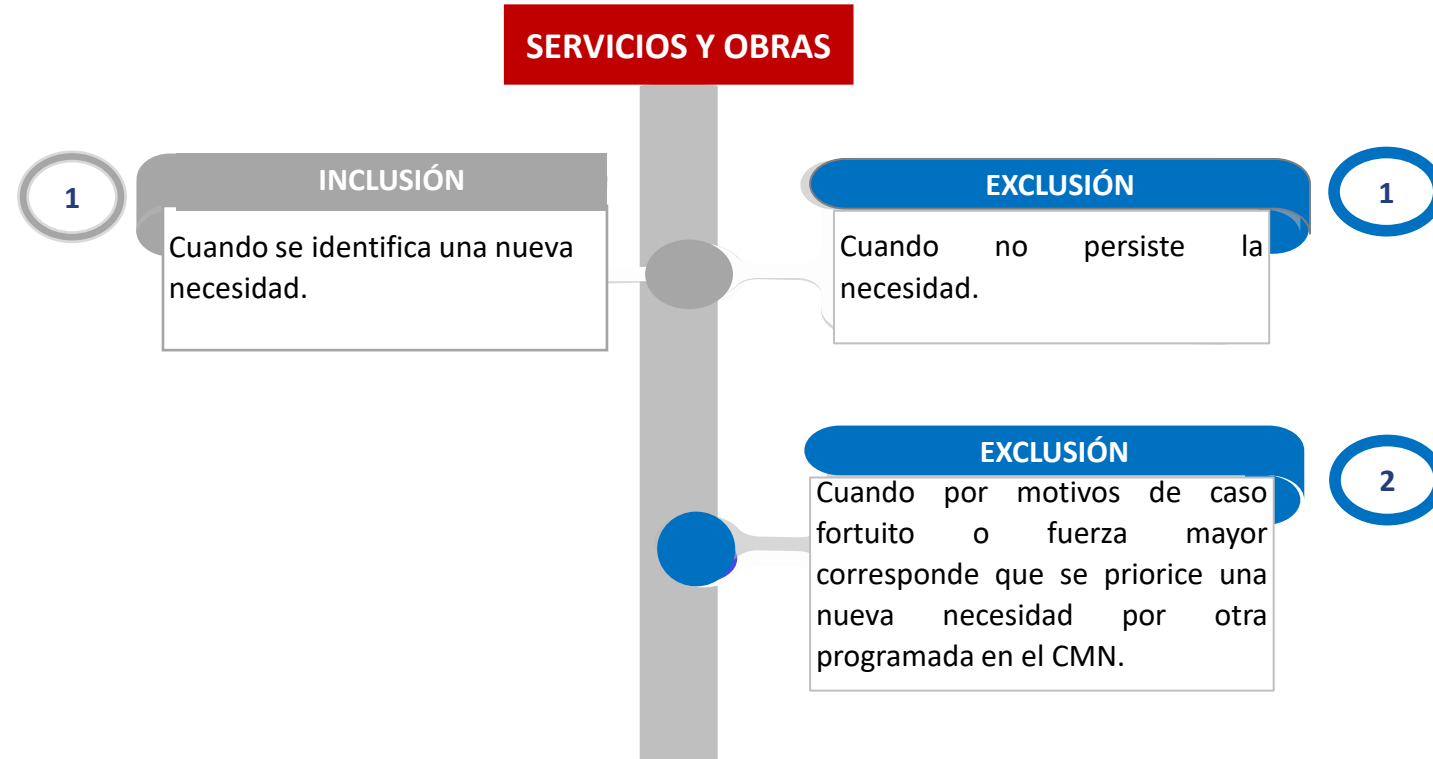 SERVICIOS Y OBRAS
1
INCLUSIÓN
Cuando se identifica una nueva
necesidad.
EXCLUSIÓN
1
Cuando no persiste la
necesidad.
EXCLUSIÓN
2
Cuando por motivos de caso
fortuito o fuerza mayor
corresponde que se priorice una
nueva necesidad por otra
programada en el CMN.